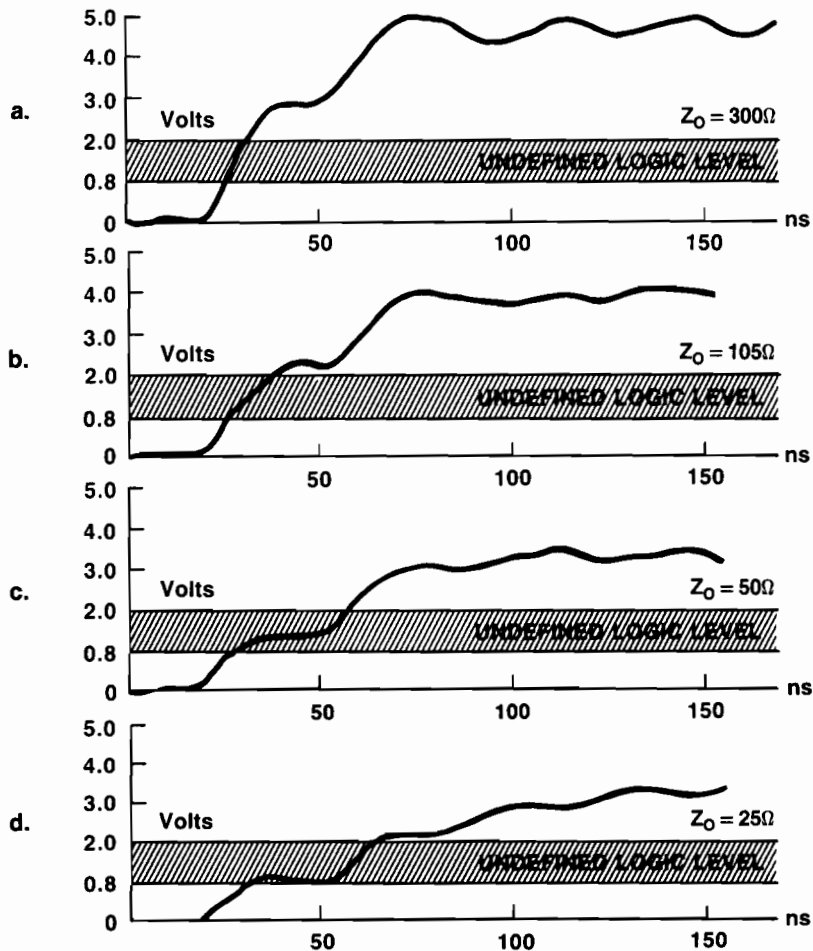 5.0
4.0
a.
3.0
Volts
Z₀ = 300Ω
2.0
UNDEFINED LOGIC LEVEL
0.8
0
50
100
150
ns
5.0
4.0
3.0
b.
Volts
Z₀ = 105Ω
2.0
UNDEFINED LOGIC LEVEL
0.8
0
50
100
150
ns
5.0
4.0
3.0
c.
Volts
Z₀ = 50Ω
2.0
UNDEFINED LOGIC LEVEL
0.8
0
50
100
150
ns
5.0
4.0
3.0
d.
Volts
Z₀ = 25Ω
2.0
UNDEFINED LOGIC LEVEL
0.8
0
50
100
150
ns